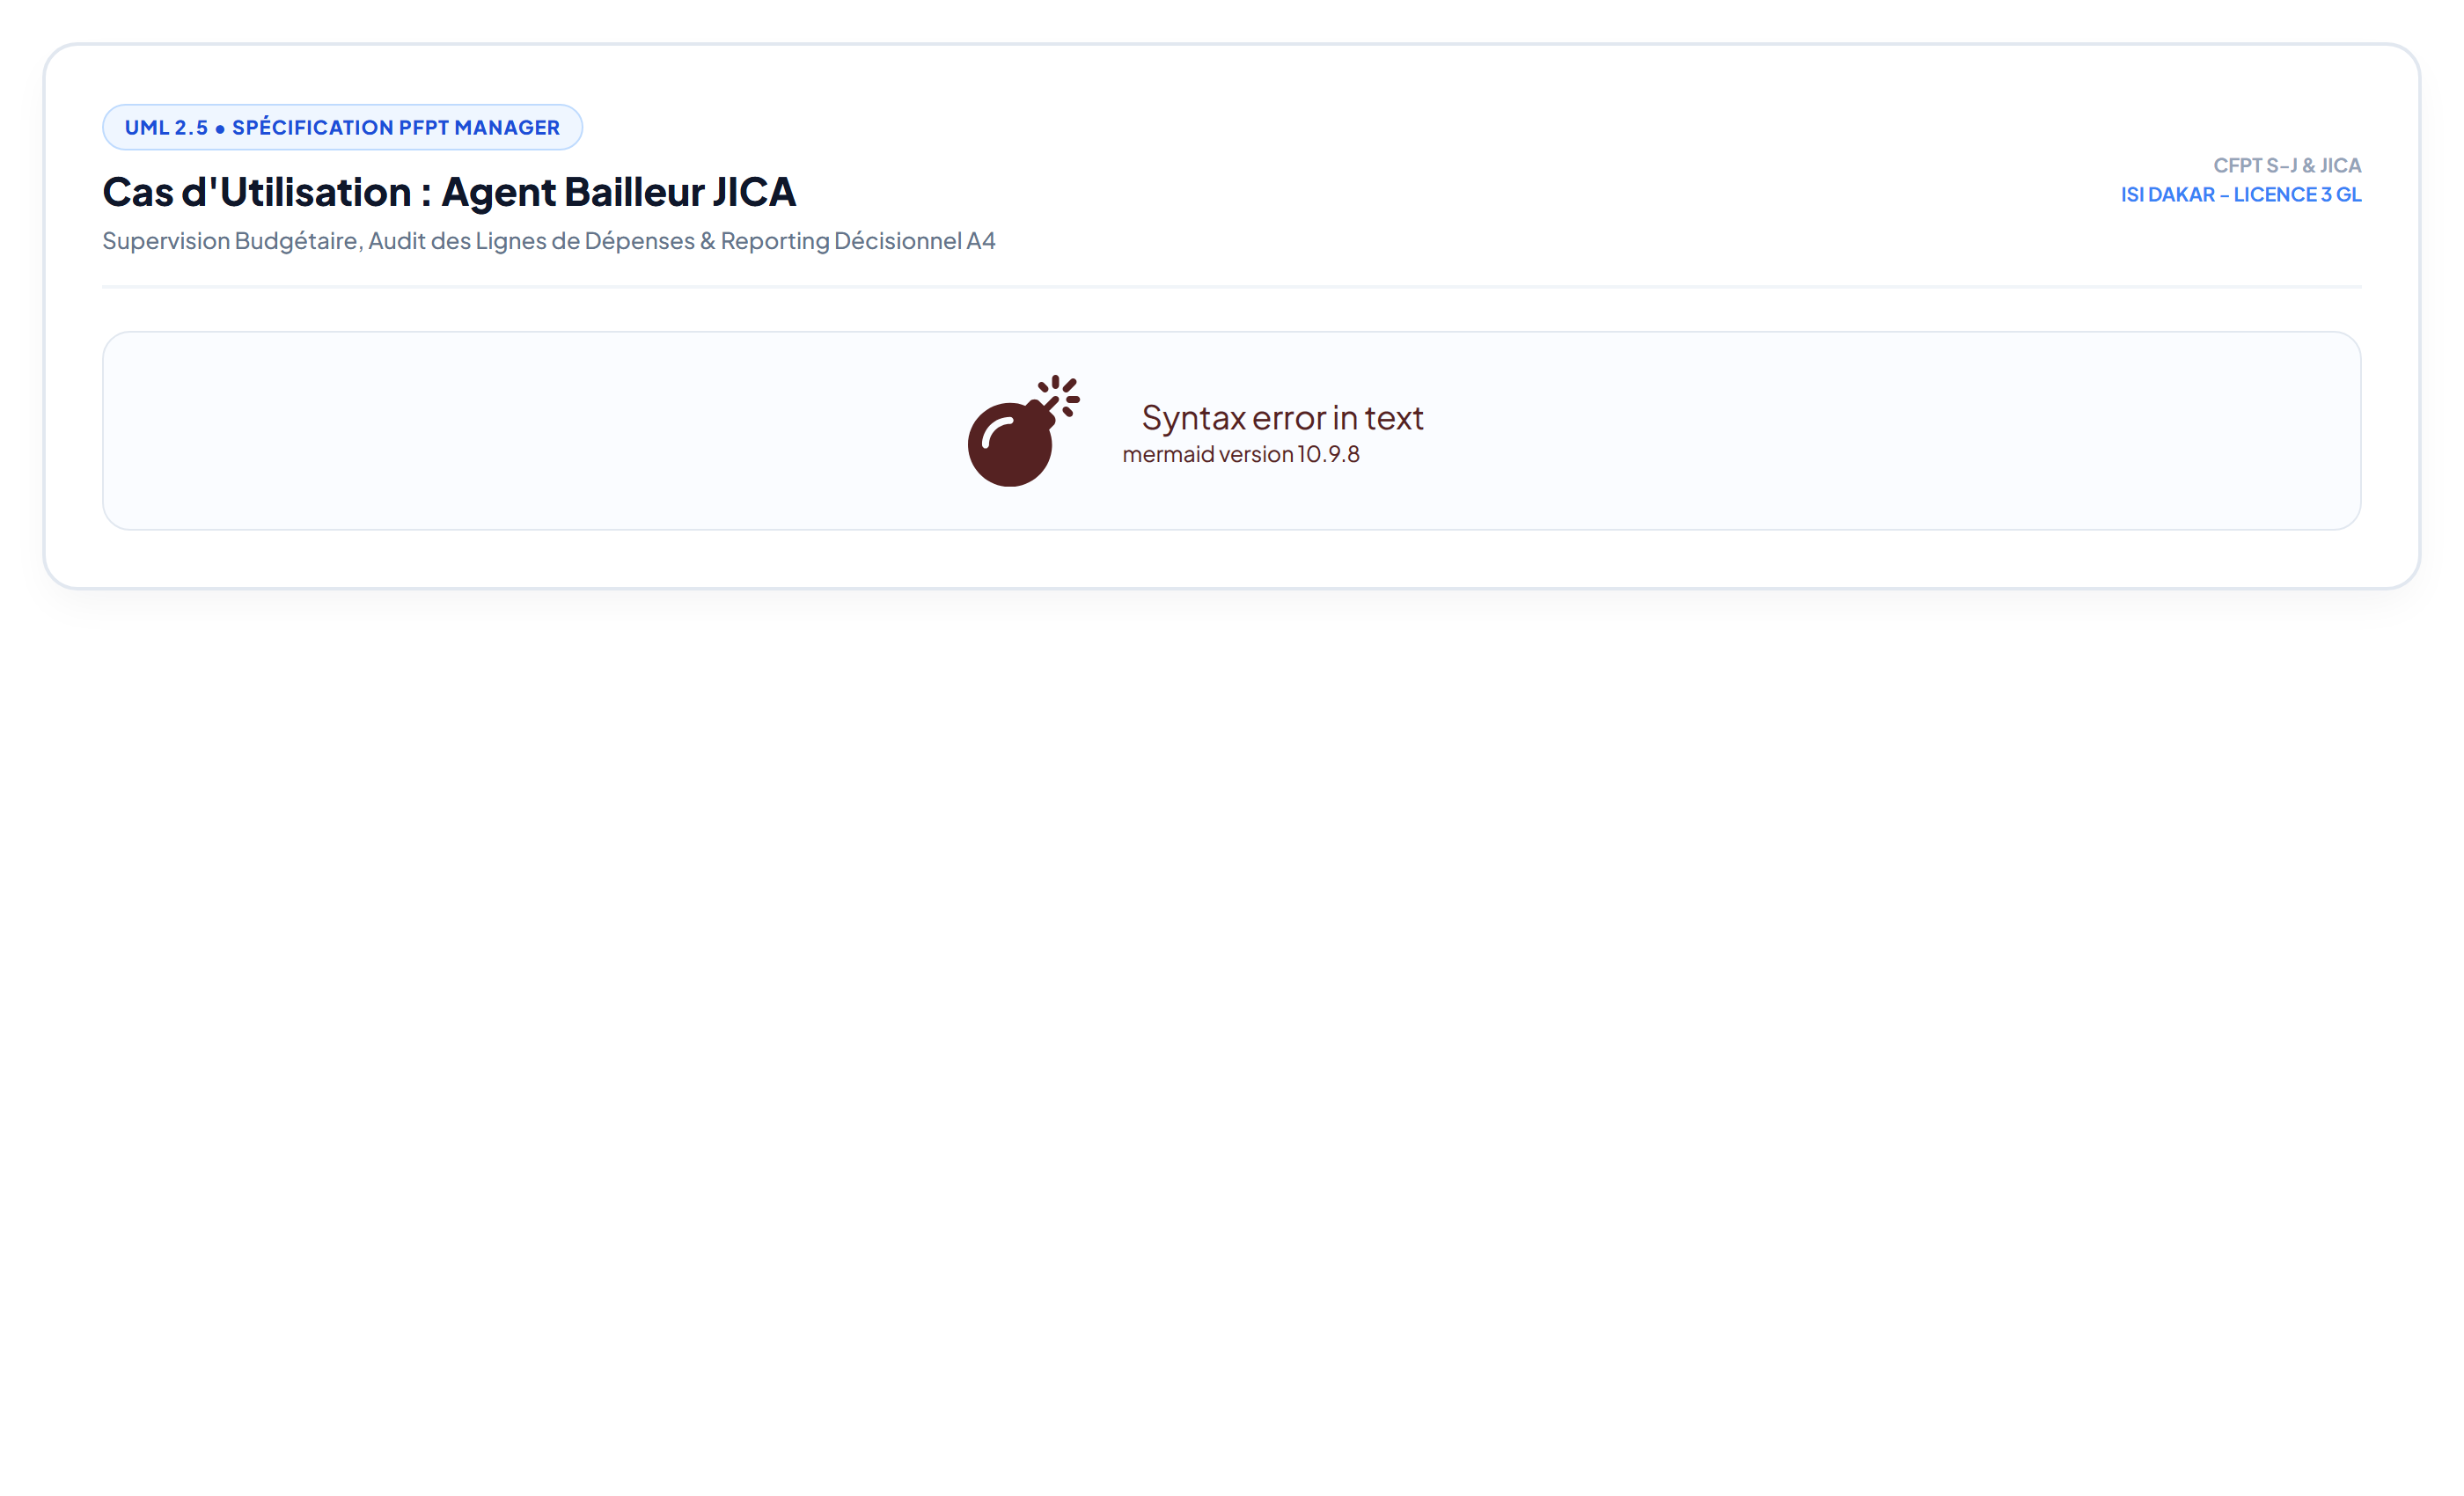 UML 2.5 ● SPÉCIFICATION PFPT MANAGER
Cas d'Utilisation : Agent Bailleur JICA
Supervision Budgétaire, Audit des Lignes de Dépenses & Reporting Décisionnel A4
CFPT S-J & JICA
ISI DAKAR - LICENCE 3 GL
Syntax error in text
mermaid version 10.9.8